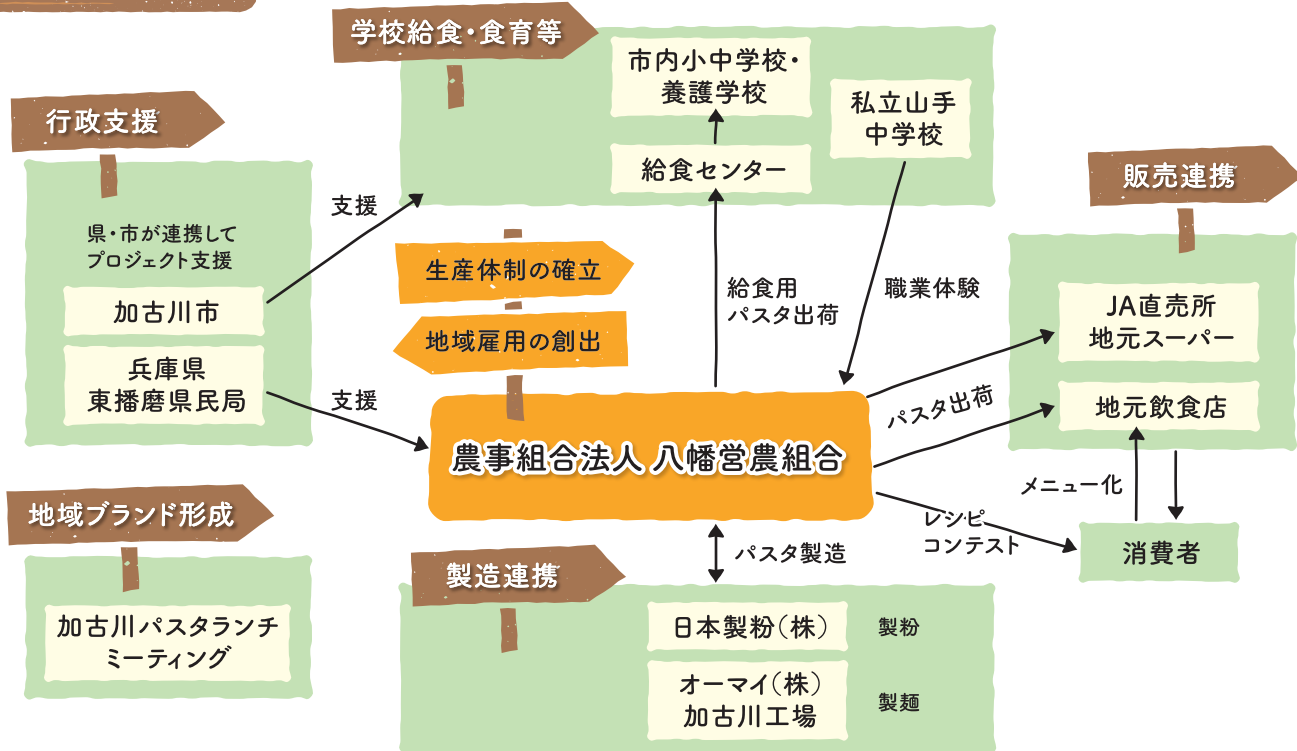 学校給食・食育等
市内小中学校・
養護学校
私立山手
中学校
給食センター
行政支援
県・市が連携して
プロジェクト支援
加古川市
兵庫県
東播磨県民局
支援
支援
生産体制の確立
地域雇用の創出
給食用
パスタ出荷
職業体験
販売連携
JA直売所
地元スーパー
地元飲食店
パスタ出荷
農事組合法人 八幡営農組合
メニュー化
レシピ
コンテスト
消費者
地域ブランド形成
加古川パスタランチ
ミーティング
製造連携
パスタ製造
日本製粉(株)
製粉
オーマイ(株)
加古川工場
製麺